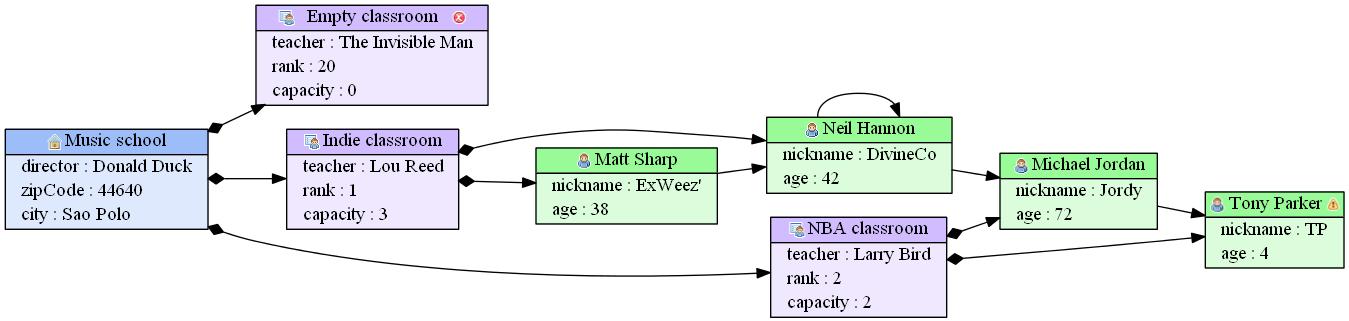 Empty classroom
teacher : The Invisible Man
rank : 20
capacity : 0
Music school
director : Donald Duck
zipCode : 44640
city : Sao Polo
Indie classroom
teacher : Lou Reed
rank : 1
capacity : 3
Matt Sharp
nickname : ExWeez'
age : 38
Neil Hannon
nickname : DivineCo
age : 42
NBA classroom
teacher : Larry Bird
rank : 2
capacity : 2
Michael Jordan
nickname : Jordy
age : 72
Tony Parker
nickname : TP
age : 4